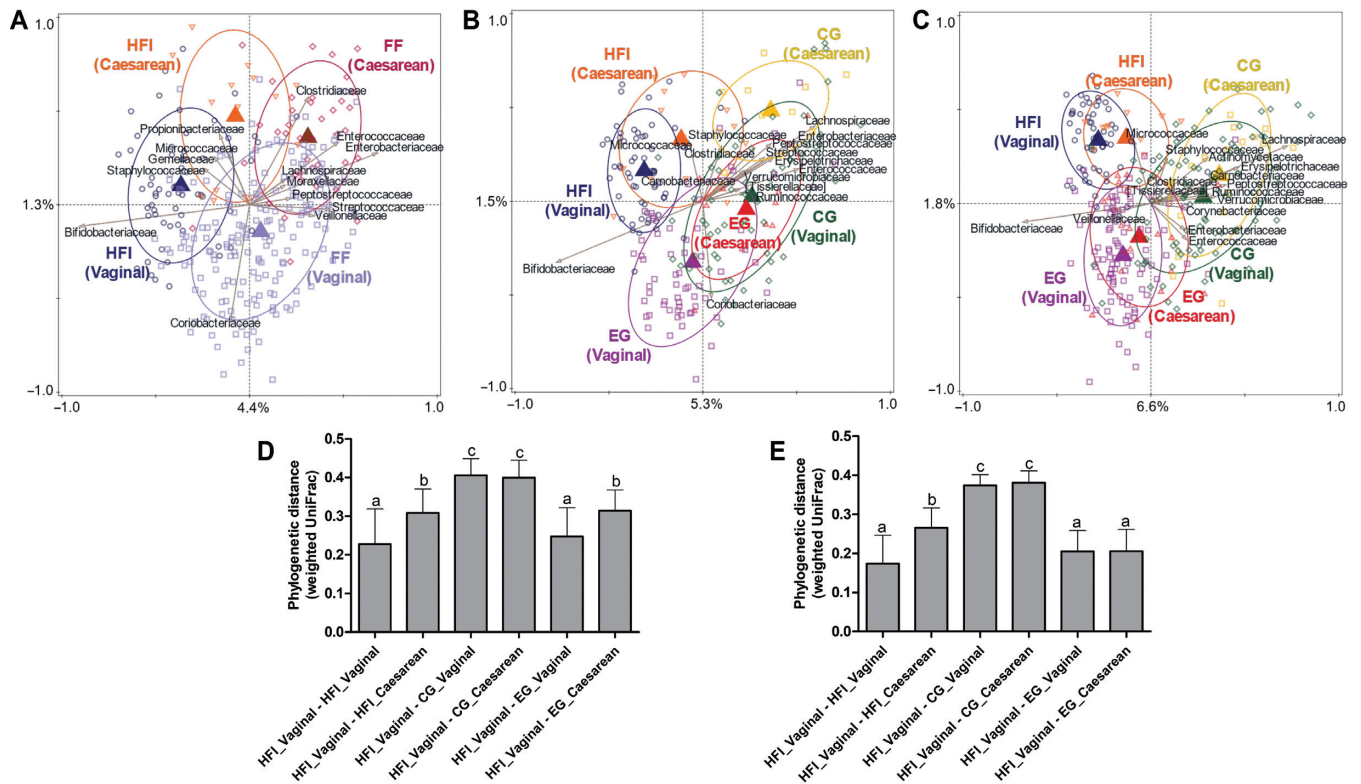 A
1.0
HFI
(Caesarean)
FF
(Caesarean)
Clostridiaceae
Propionibacteriaceae
Enterococcaceae
Micrococcaceae
Enterobacteriaceae
Gemellaceae
Lachnospiraceae
Staphylococcaceae
Moraxellaceae
Peptostreptococcaceae
1.3%
Streptococcaceae
Veilonellaceae
Bifidobacteriaceae
HFI
(Vaginal)
FF
(Vaginal)
Coriobacteriaceae
−1.0
−1.0
4.4%
1.0
B
1.0
HFI
(Caesarean)
CG
(Caesarean)
Lachnospiraceae
Staphylococcaceae
Enterobacteriaceae
Micrococcaceae
Peptostreptococcaceae
Clostridiaceae
Streptococcaceae
Erysipelotrichaceae
Enterococcaceae
Carnobacteriaceae
Verrucomicrobiaceae
HFI
(Vaginal)
[Tissierellaceae]
Ruminococcaceae
1.5%
EG
(Caesarean)
CG
(Vaginal)
Bifidobacteriaceae
Coriobacteriaceae
EG
(Vaginal)
−1.0
−1.0
5.3%
1.0
C
1.0
HFI
(Caesarean)
CG
(Caesarean)
HFI
(Vaginal)
Micrococcaceae
Lachnospiraceae
Staphylococcaceae
Actinomycetaceae
Erysipelotrichaceae
Carnobacteriaceae
Clostridiaceae
Peptostreptococcaceae
[Tissierellaceae]
Ruminococcaceae
Verrucomicrobiaceae
1.8%
Corynebacteriaceae
Veillonellaceae
Bifidobacteriaceae
Enterobacteriaceae
Enterococcaceae
CG
(Vaginal)
EG
(Vaginal)
EG
(Caesarean)
−1.0
−1.0
6.6%
1.0
D
Phylogenetic distance
(weighted UniFrac)
0.5
0.4
0.3
0.2
0.1
0.0
a
b
c
c
a
b
HFI_Vaginal - HFI_Vaginal
HFI_Vaginal - HFI_Caesarean
HFI_Vaginal - CG_Vaginal
HFI_Vaginal - CG_Caesarean
HFI_Vaginal - EG_Vaginal
HFI_Vaginal - EG_Caesarean
E
Phylogenetic distance
(weighted UniFrac)
0.5
0.4
0.3
0.2
0.1
0.0
a
b
c
c
a
a
HFI_Vaginal - HFI_Vaginal
HFI_Vaginal - HFI_Caesarean
HFI_Vaginal - CG_Vaginal
HFI_Vaginal - CG_Caesarean
HFI_Vaginal - EG_Vaginal
HFI_Vaginal - EG_Caesarean